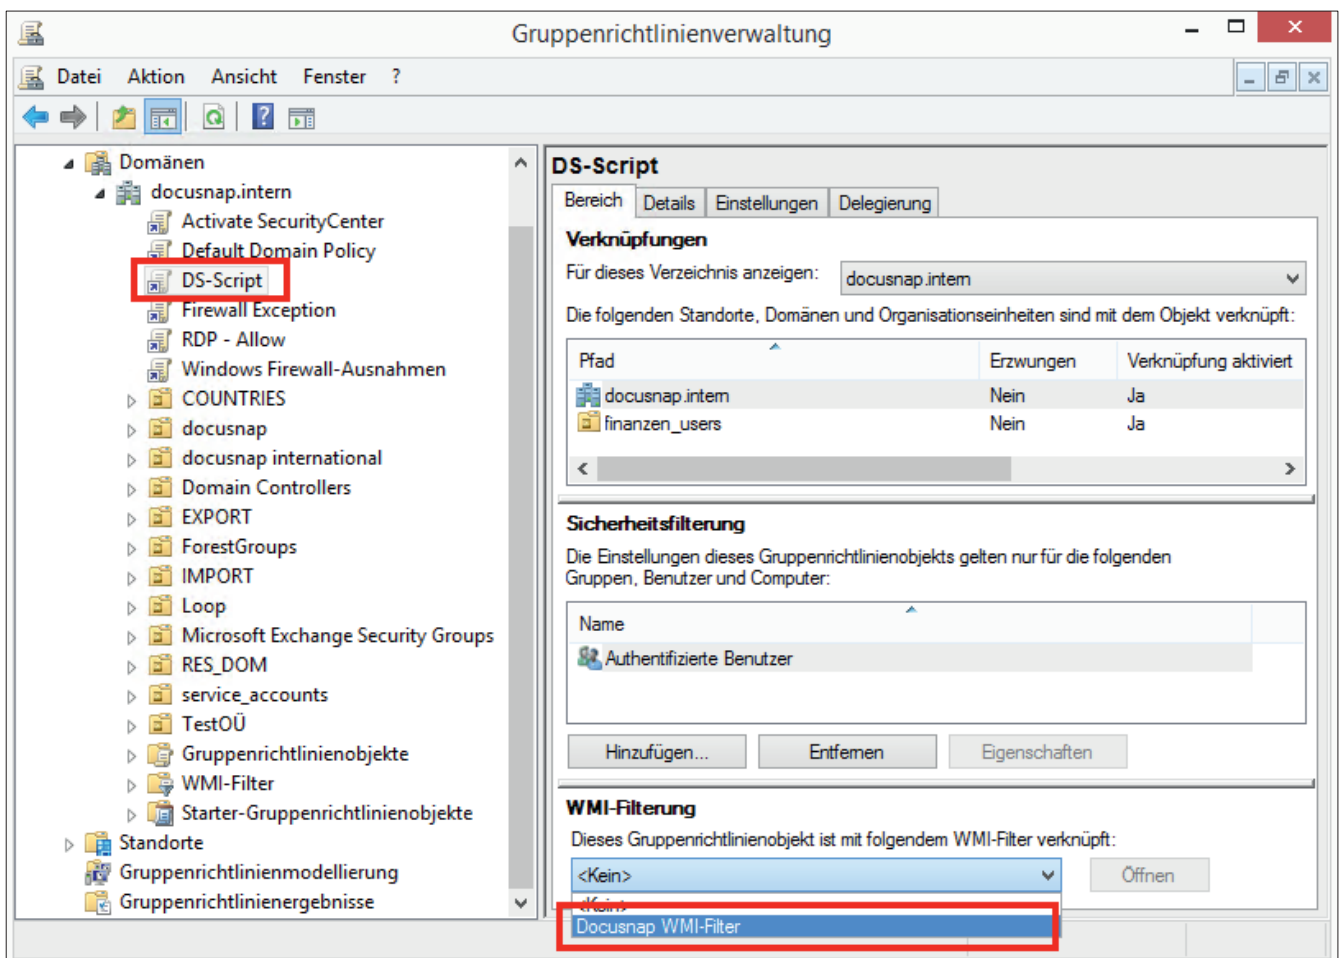 Gruppenrichtlinienverwaltung
Datei Aktion Ansicht Fenster ?
Domänen
docusnap.intern
Activate SecurityCenter
Default Domain Policy
DS-Script
Firewall Exception
RDP - Allow
Windows Firewall-Ausnahmen
COUNTRIES
docusnap
docusnap international
Domain Controllers
EXPORT
ForestGroups
IMPORT
Loop
Microsoft Exchange Security Groups
RES_DOM
service_accounts
TestOÜ
Gruppenrichtlinienobjekte
WMI-Filter
Starter-Gruppenrichtlinienobjekte
Standorte
Gruppenrichtlinienmodellierung
Gruppenrichtlinienergebnisse
DS-Script
Bereich Details Einstellungen Delegierung
Verknüpfungen
Für dieses Verzeichnis anzeigen: docusnap.intern
Die folgenden Standorte, Domänen und Organisationseinheiten sind mit dem Objekt verknüpft:
Pfad Erzwungen Verknüpfung aktiviert
docusnap.intern Nein Ja
finanzen_users Nein Ja
Sicherheitsfilterung
Die Einstellungen dieses Gruppenrichtlinienobjekts gelten nur für die folgenden
Gruppen, Benutzer und Computer:
Name
Authentifizierte Benutzer
Hinzufügen... Entfernen Eigenschaften
WMI-Filterung
Dieses Gruppenrichtlinienobjekt ist mit folgendem WMI-Filter verknüpft:
<Kein> Öffnen
<Kein>
Docusnap WMI-Filter